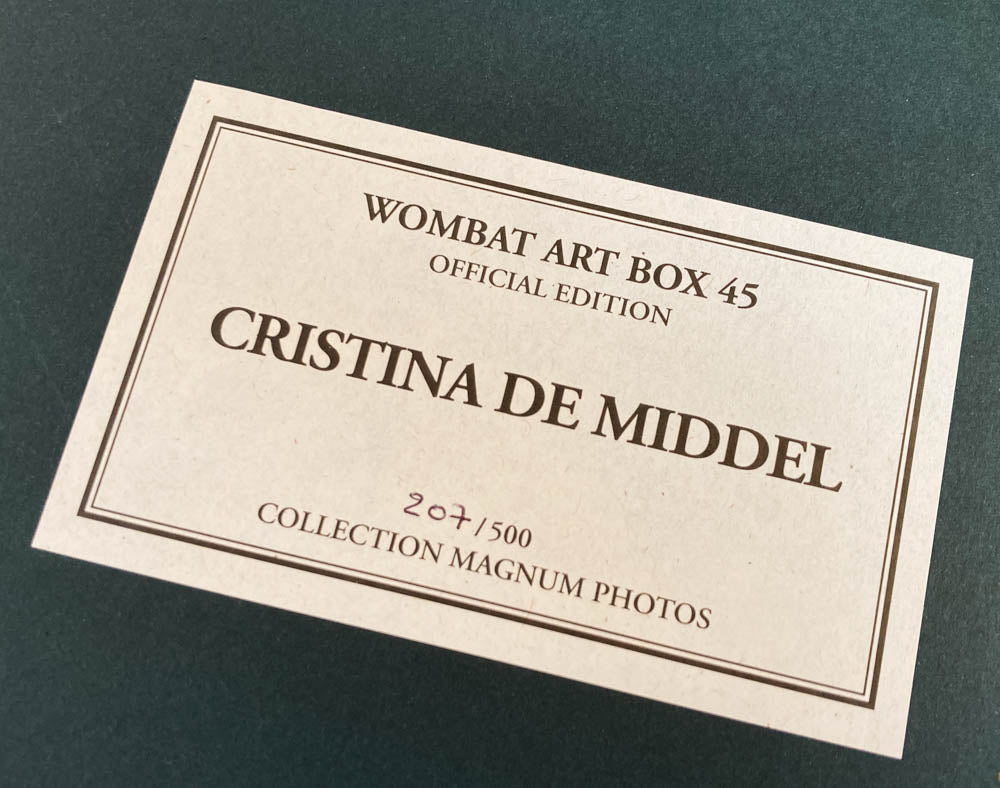 WOMBAT ART BOX 45
OFFICIAL EDITION
CRISTINA DE MIDDEL
207/500
COLLECTION MAGNUM PHOTOS